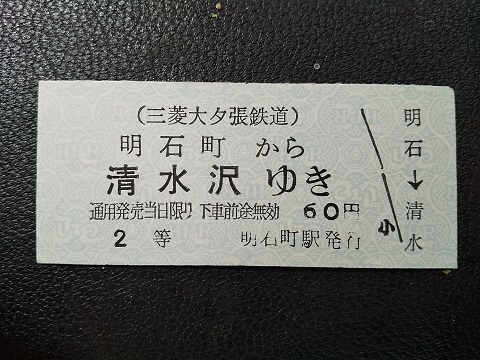 (三菱大夕張鉄道)
明石町 から
清水沢 ゆき
通用発売当日限り 下車前途無効 60円
2等 明石町駅発行
小
明石↓清水